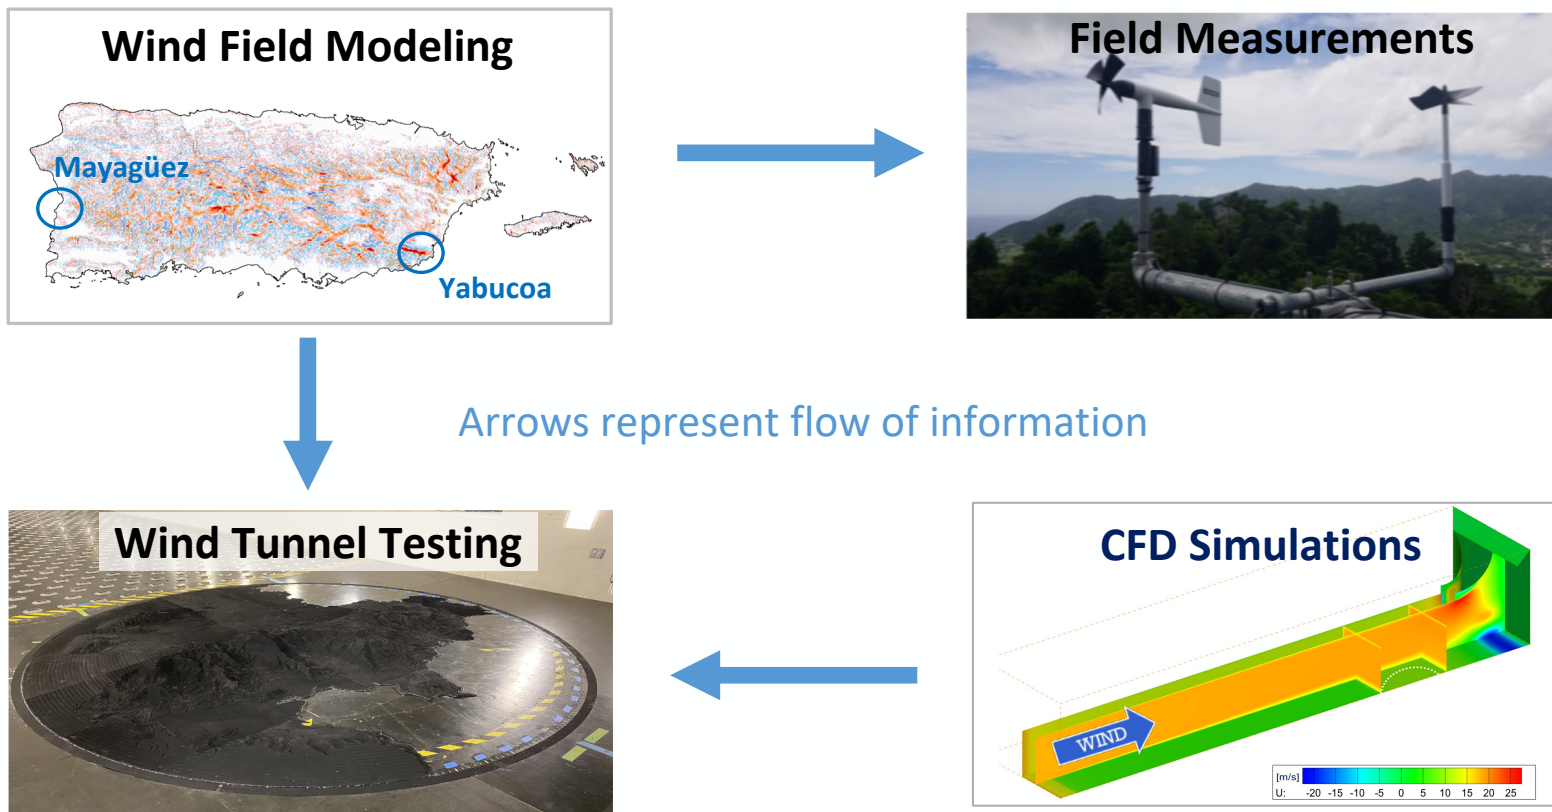 Wind Field Modeling
Mayagüez
Yabucoa
Field Measurements
Arrows represent flow of information
Wind Tunnel Testing
CFD Simulations
WIND
[m/s]
U: -20 -15 -10 -5 0 5 10 15 20 25